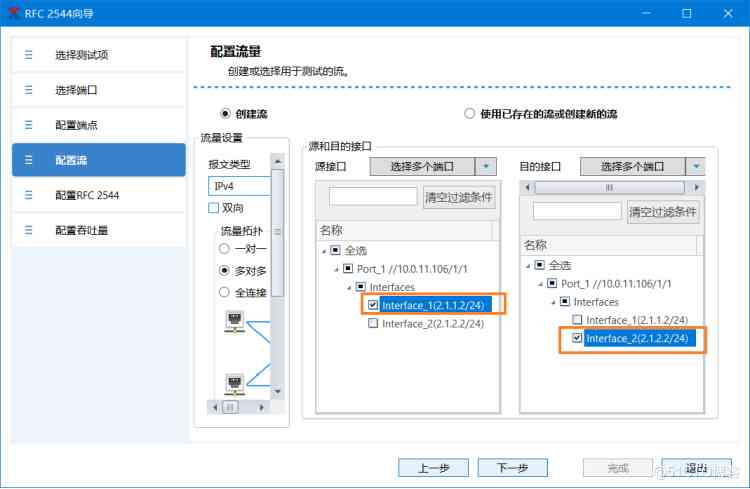 RFC 2544向导
选择测试项
选择端口
配置端点
配置流
配置RFC 2544
配置吞吐量
配置流量
创建或选择用于测试的流。
创建流
使用已存在的流或创建新的流
流量设置
报文类型
IPv4
双向
流量拓扑
一对一
多对多
全连接
源和目的接口
源接口
选择多个端口
清空过滤条件
名称
全选
Port_1 //10.0.11.106/1/1
Interfaces
Interface_1(2.1.1.2/24)
Interface_2(2.1.2.2/24)
目的接口
选择多个端口
清空过滤条件
名称
全选
Port_1 //10.0.11.106/1/1
Interfaces
Interface_1(2.1.1.2/24)
Interface_2(2.1.2.2/24)
上一步
下一步
完成
退出